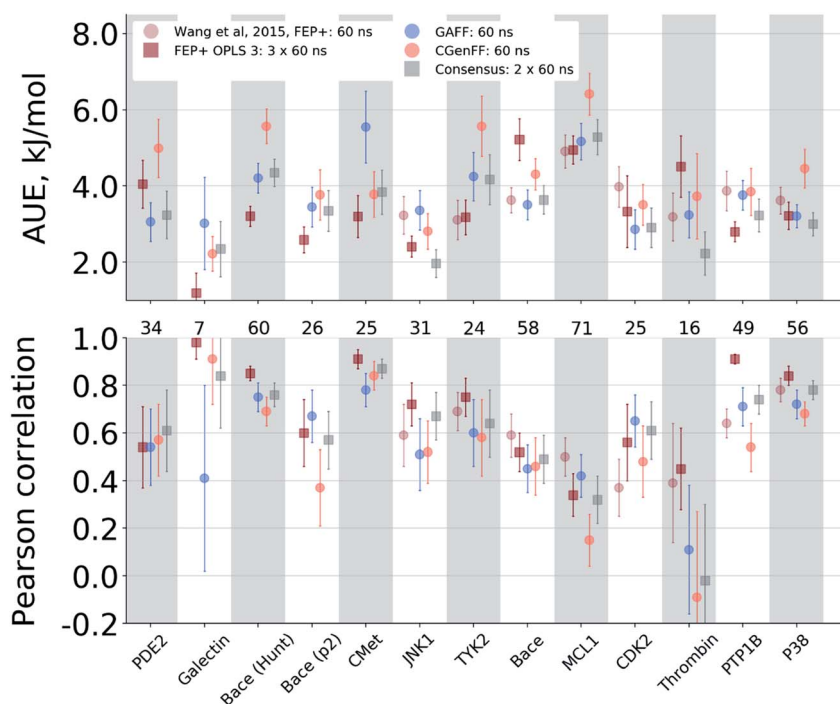 Wang et al, 2015, FEP+: 60 ns
FEP+ OPLS 3: 3 x 60 ns
GAFF: 60 ns
CGenFF: 60 ns
Consensus: 2 x 60 ns
AUE, kJ/mol
8.0
6.0
4.0
2.0
34 7 60 26 25 31 24 58 71 25 16 49 56
Pearson correlation
1.0
0.8
0.6
0.4
0.2
0.0
-0.2
PDE2
Galectin
Bace (Hunt)
Bace (p2)
CMet
JNK1
TYK2
Bace
MCL1
CDK2
Thrombin
PTP1B
P38